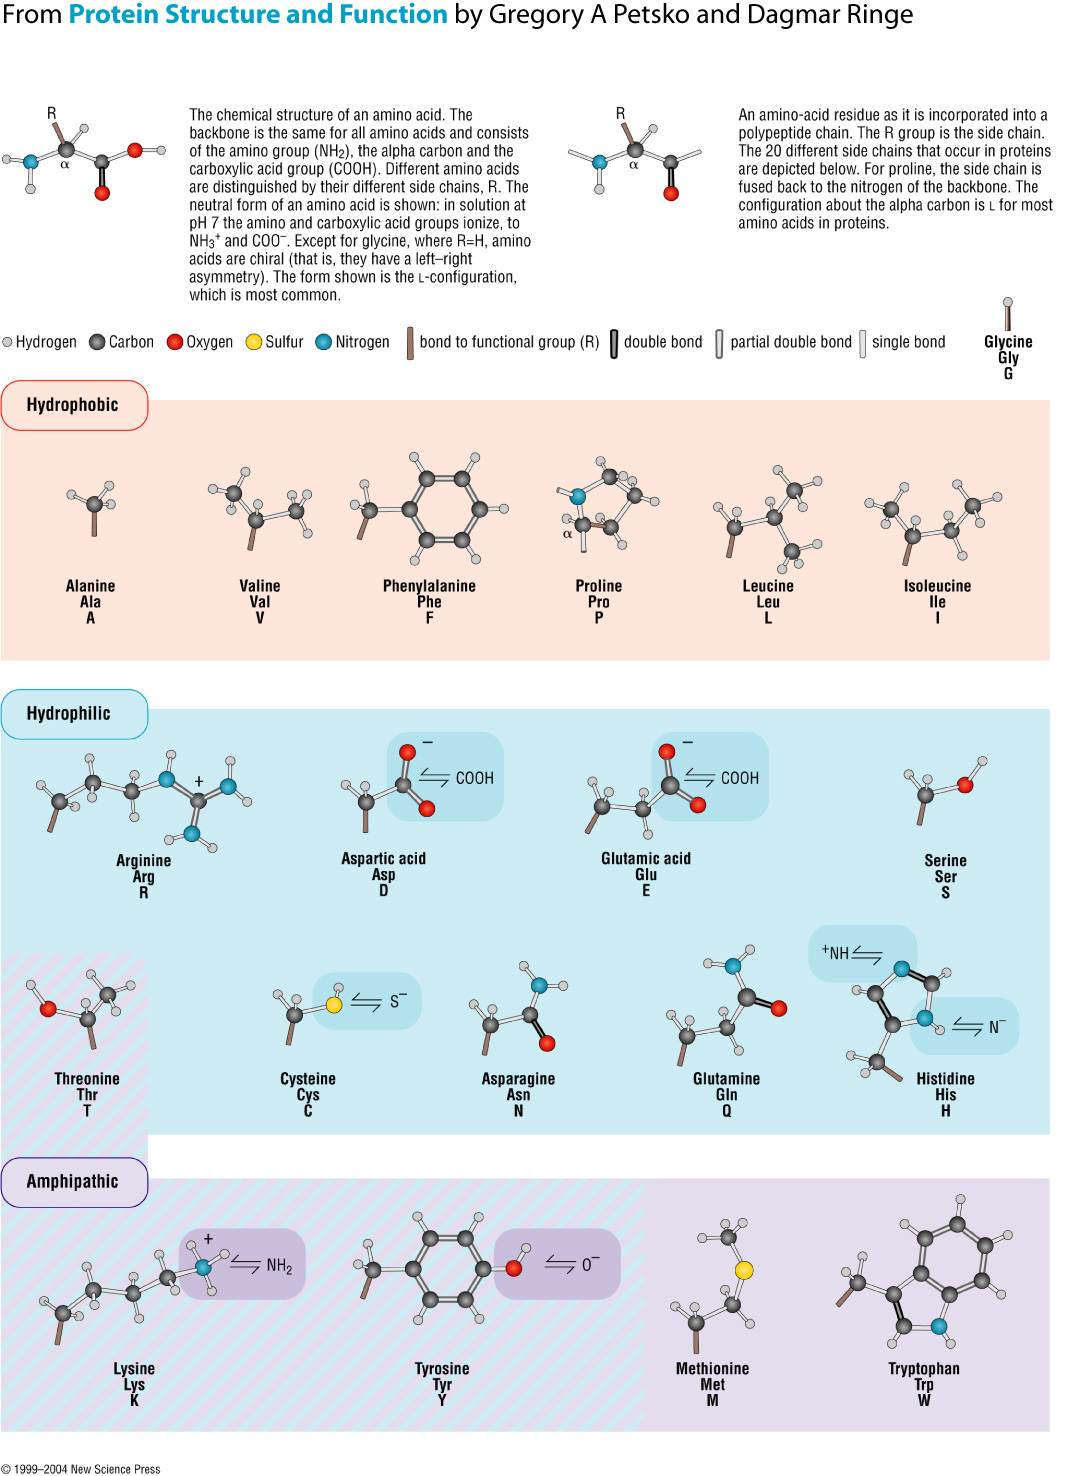 From Protein Structure and Function by Gregory A Petsko and Dagmar Ringe
R
α
The chemical structure of an amino acid. The
backbone is the same for all amino acids and consists
of the amino group (NH2), the alpha carbon and the
carboxylic acid group (COOH). Different amino acids
are distinguished by their different side chains, R. The
neutral form of an amino acid is shown: in solution at
pH 7 the amino and carboxylic acid groups ionize, to
NH3+ and COO–. Except for glycine, where R=H, amino
acids are chiral (that is, they have a left–right
asymmetry). The form shown is the L-configuration,
which is most common.
R
α
An amino-acid residue as it is incorporated into a
polypeptide chain. The R group is the side chain.
The 20 different side chains that occur in proteins
are depicted below. For proline, the side chain is
fused back to the nitrogen of the backbone. The
configuration about the alpha carbon is L for most
amino acids in proteins.
Hydrogen Carbon Oxygen Sulfur Nitrogen bond to functional group (R) double bond partial double bond single bond
Glycine
Gly
G
Hydrophobic
α
Alanine
Ala
A
Valine
Val
V
Phenylalanine
Phe
F
Proline
Pro
P
Leucine
Leu
L
Isoleucine
Ile
I
Hydrophilic
+
Arginine
Arg
R
–
COOH
Aspartic acid
Asp
D
–
COOH
Glutamic acid
Glu
E
Serine
Ser
S
Threonine
Thr
T
S–
Cysteine
Cys
C
Asparagine
Asn
N
Glutamine
Gln
Q
+NH
N–
Histidine
His
H
Amphipathic
+
NH2
Lysine
Lys
K
O–
Tyrosine
Tyr
Y
Methionine
Met
M
Tryptophan
Trp
W
© 1999–2004 New Science Press